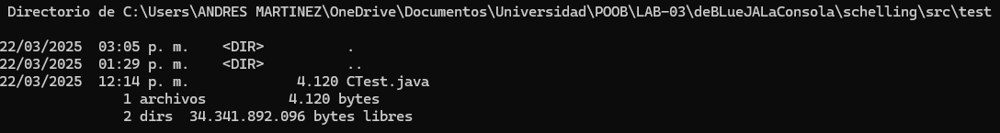 Directorio de C:\Users\ANDRES MARTINEZ\OneDrive\Documentos\Universidad\POOB\LAB-03\deBLueJALaConsola\schelling\src\test
22/03/2025  03:05 p. m.    <DIR>          .
22/03/2025  01:29 p. m.    <DIR>          ..
22/03/2025  12:14 p. m.             4.120 CTest.java
               1 archivos          4.120 bytes
               2 dirs  34.341.892.096 bytes libres